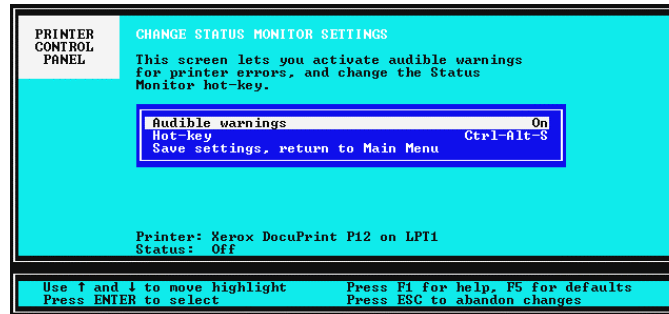 PRINTER
CONTROL
PANEL
CHANGE STATUS MONITOR SETTINGS
This screen lets you activate audible warnings
for printer errors, and change the Status
Monitor hot-key.
Audible warnings On
Hot-key Ctrl-Alt-S
Save settings, return to Main Menu
Printer: Xerox DocuPrint P12 on LPT1
Status: Off
Use ↑ and ↓ to move highlight Press F1 for help, F5 for defaults
Press ENTER to select Press ESC to abandon changes